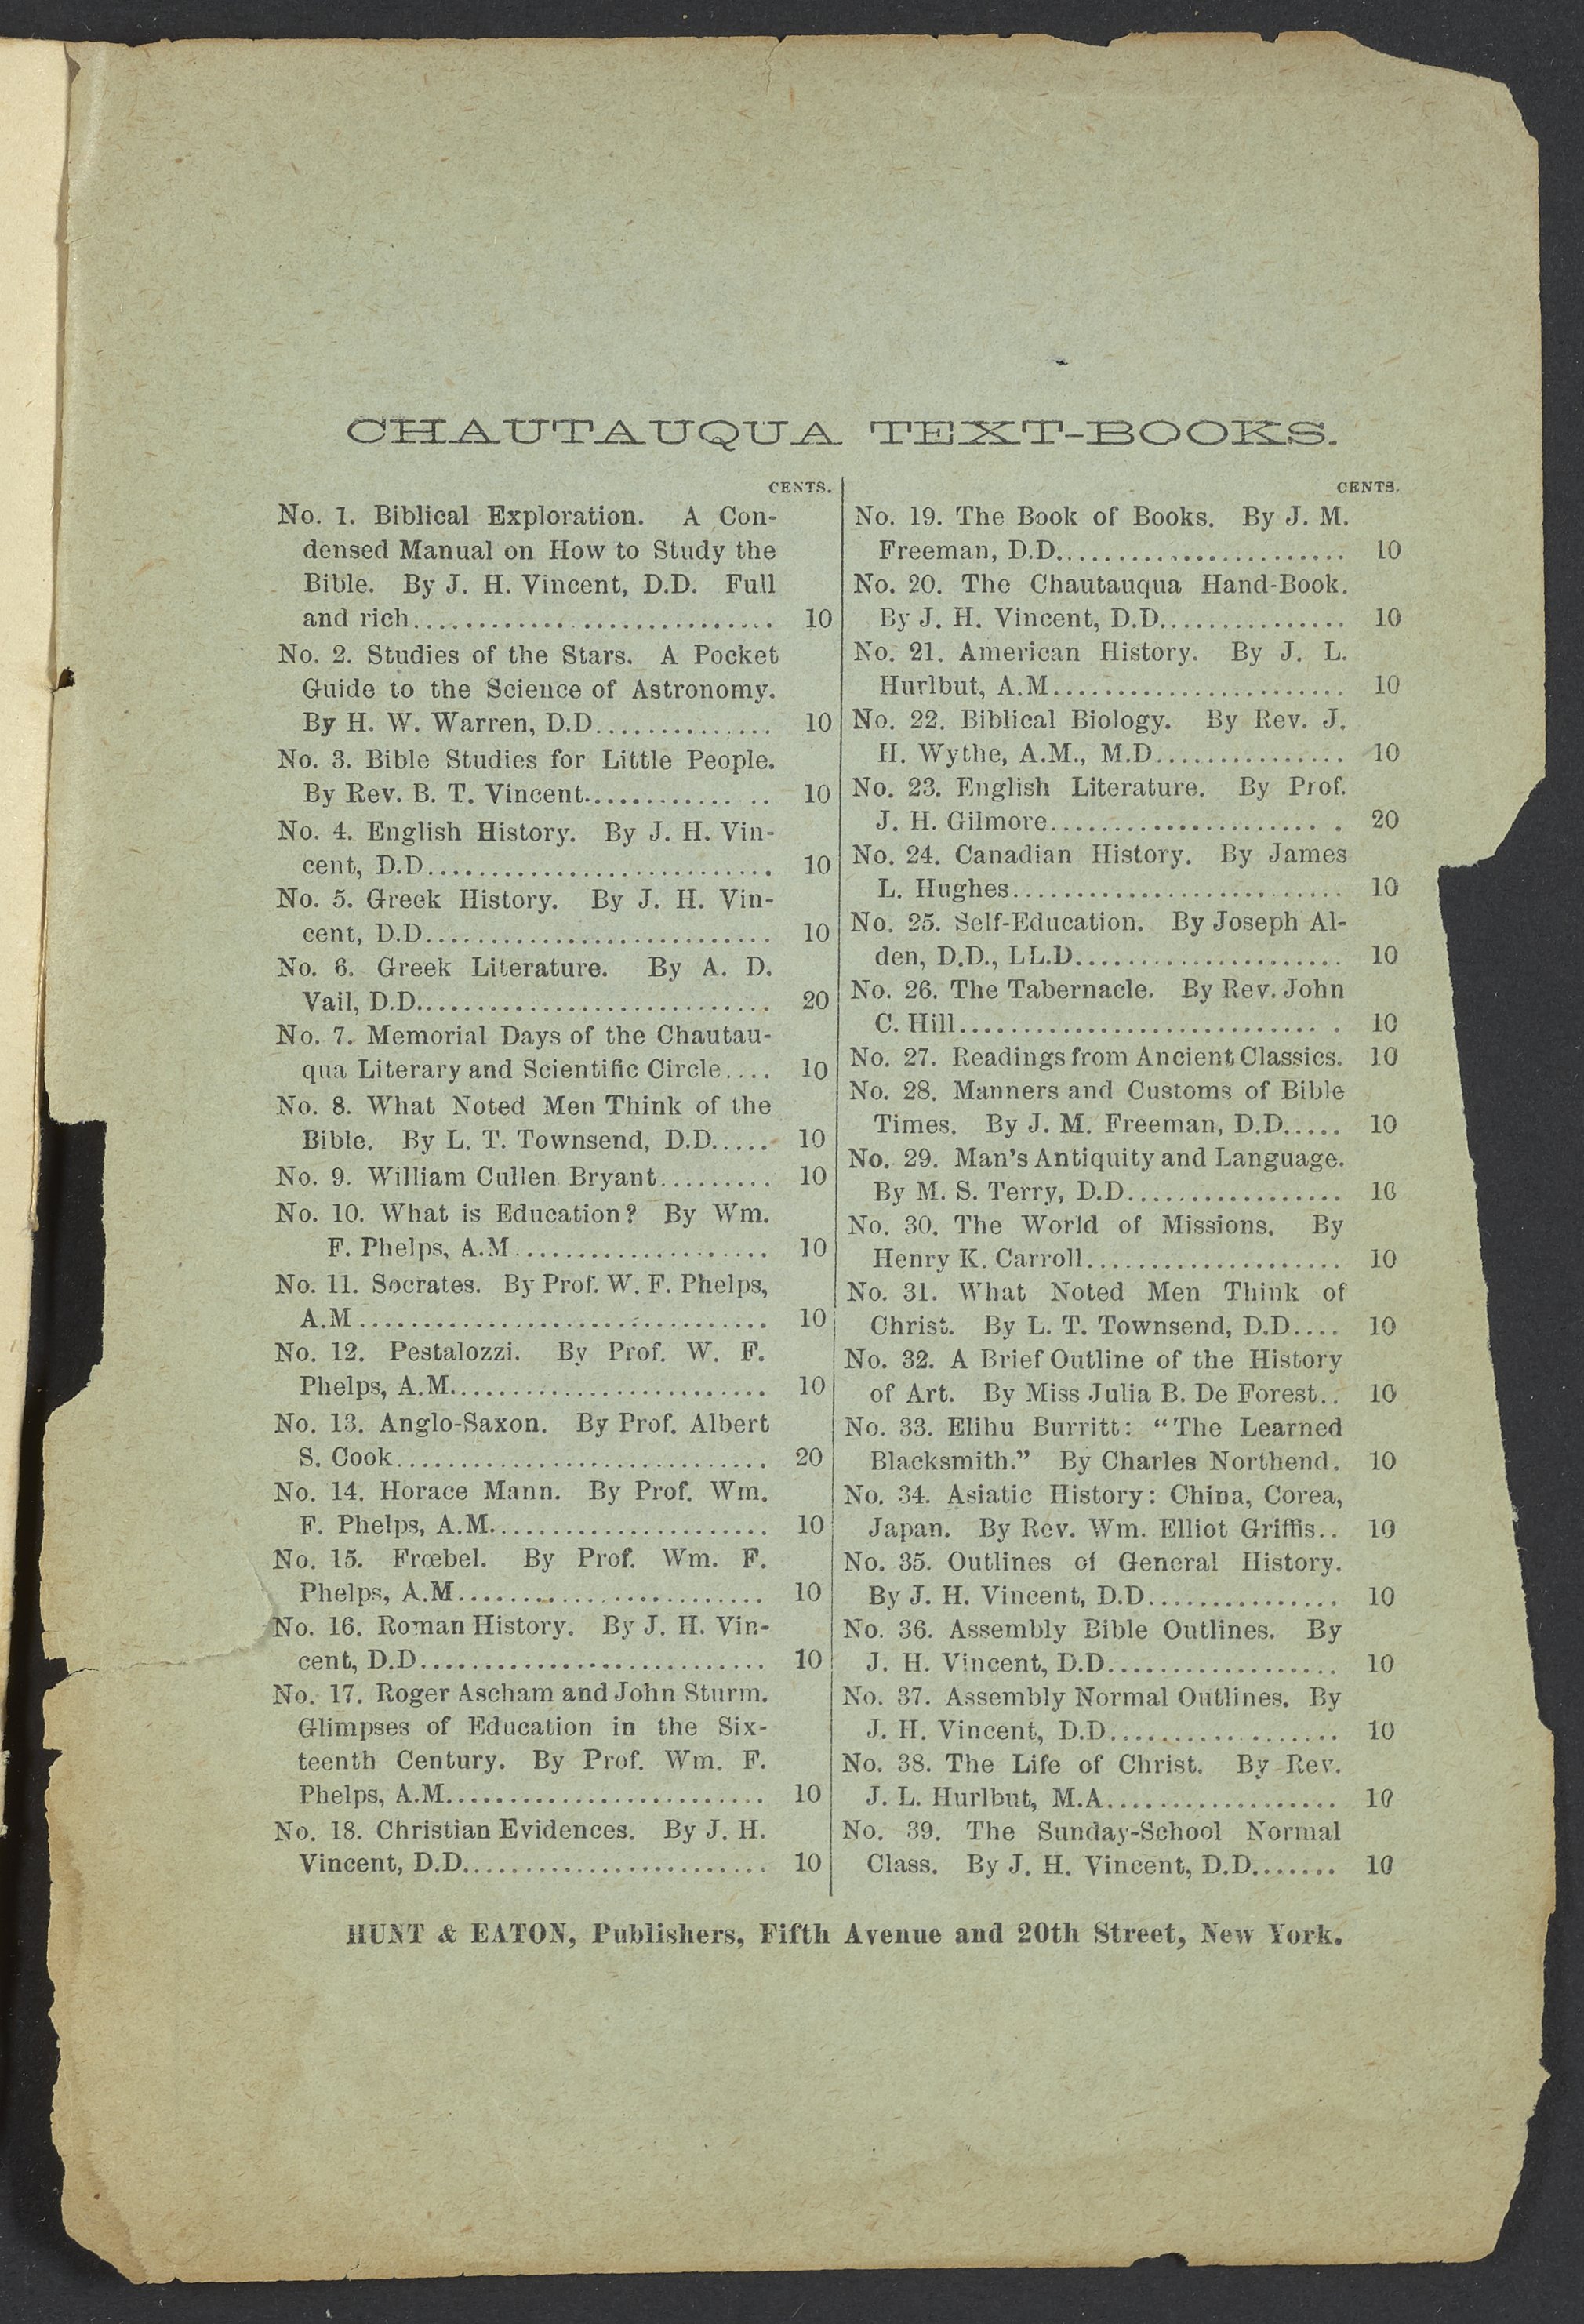 CHAUTAUQUA TEXT-BOOKS.
CENTS.
No. 1. Biblical Exploration. A Con-
densed Manual on How to Study the
Bible. By J. H. Vincent, D.D. Full
and rich.............................. 10
No. 2. Studies of the Stars. A Pocket
Guide to the Science of Astronomy.
By H. W. Warren, D.D.............. 10
No. 3. Bible Studies for Little People.
By Rev. B. T. Vincent............. .. 10
No. 4. English History. By J. H. Vin-
cent, D.D........................... 10
No. 5. Greek History. By J. H. Vin-
cent, D.D........................... 10
No. 6. Greek Literature. By A. D.
Vail, D.D........................... 20
No. 7. Memorial Days of the Chautau-
qua Literary and Scientific Circle.... 10
No. 8. What Noted Men Think of the
Bible. By L. T. Townsend, D.D..... 10
No. 9. William Cullen Bryant......... 10
No. 10. What is Education? By Wm.
F. Phelps, A.M.................... 10
No. 11. Socrates. By Prof. W. F. Phelps,
A.M................................ 10
No. 12. Pestalozzi. By Prof. W. F.
Phelps, A.M......................... 10
No. 13. Anglo-Saxon. By Prof. Albert
S. Cook............................. 20
No. 14. Horace Mann. By Prof. Wm.
F. Phelps, A.M...................... 10
No. 15. Frœbel. By Prof. Wm. F.
Phelps, A.M........................ 10
No. 16. Roman History. By J. H. Vin-
cent, D.D........................... 10
No. 17. Roger Ascham and John Sturm.
Glimpses of Education in the Six-
teenth Century. By Prof. Wm. F.
Phelps, A.M......................... 10
No. 18. Christian Evidences. By J. H.
Vincent, D.D........................ 10
CENTS.
No. 19. The Book of Books. By J. M.
Freeman, D.D....................... 10
No. 20. The Chautauqua Hand-Book.
By J. H. Vincent, D.D............... 10
No. 21. American History. By J. L.
Hurlbut, A.M....................... 10
No. 22. Biblical Biology. By Rev. J.
H. Wythe, A.M., M.D............... 10
No. 23. English Literature. By Prof.
J. H. Gilmore...................... . 20
No. 24. Canadian History. By James
L. Hughes.......................... 10
No. 25. Self-Education. By Joseph Al-
den, D.D., LL.D..................... 10
No. 26. The Tabernacle. By Rev. John
C. Hill............................ . 10
No. 27. Readings from Ancient Classics. 10
No. 28. Manners and Customs of Bible
Times. By J. M. Freeman, D.D..... 10
No. 29. Man's Antiquity and Language.
By M. S. Terry, D.D................. 10
No. 30. The World of Missions. By
Henry K. Carroll.................... 10
No. 31. What Noted Men Think of
Christ. By L. T. Townsend, D.D.... 10
No. 32. A Brief Outline of the History
of Art. By Miss Julia B. De Forest.. 10
No. 33. Elihu Burritt: "The Learned
Blacksmith." By Charles Northend. 10
No. 34. Asiatic History: China, Corea,
Japan. By Rev. Wm. Elliot Griffis.. 10
No. 35. Outlines of General History.
By J. H. Vincent, D.D............... 10
No. 36. Assembly Bible Outlines. By
J. H. Vincent, D.D.................. 10
No. 37. Assembly Normal Outlines. By
J. H. Vincent, D.D.................. 10
No. 38. The Life of Christ. By Rev.
J. L. Hurlbut, M.A.................. 10
No. 39. The Sunday-School Normal
Class. By J. H. Vincent, D.D....... 10
HUNT & EATON, Publishers, Fifth Avenue and 20th Street, New York.